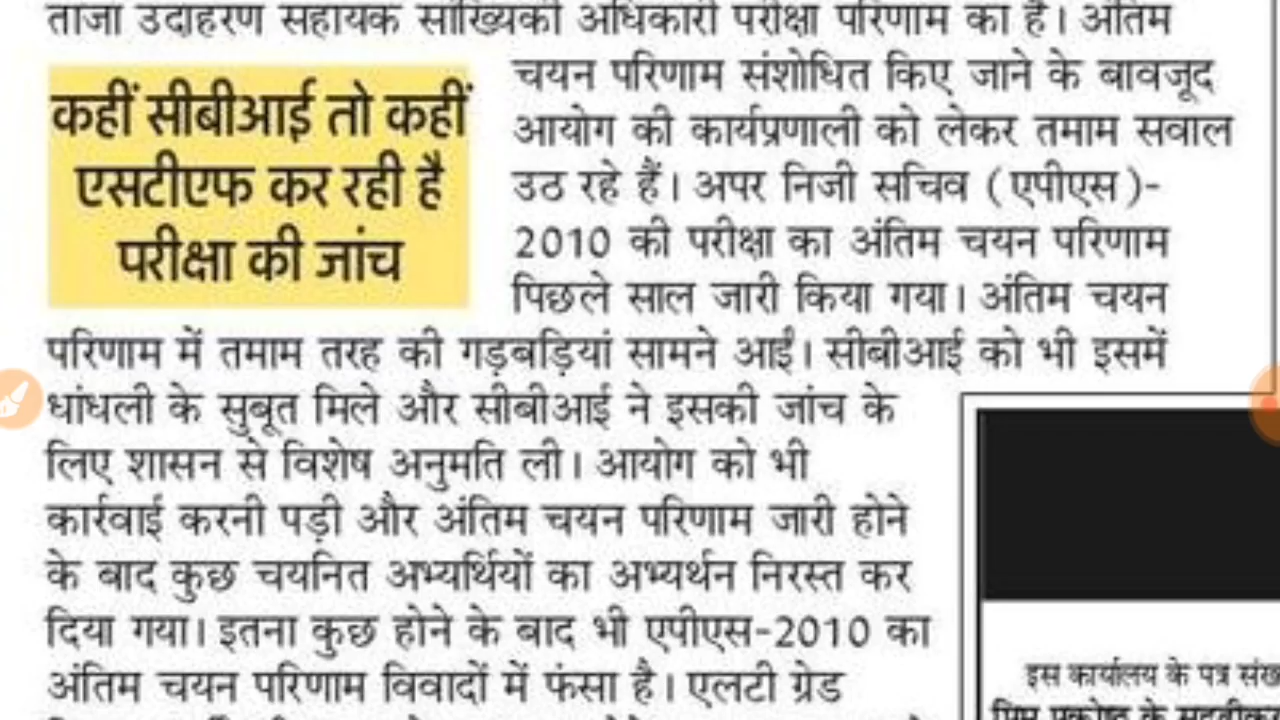 ताजा उदाहरण सहायक सांख्यिकी अधिकारी परीक्षा परिणाम का है। अंतिम
कहीं सीबीआई तो कहीं
एसटीएफ कर रही है
परीक्षा की जांच
चयन परिणाम संशोधित किए जाने के बावजूद
आयोग की कार्यप्रणाली को लेकर तमाम सवाल
उठ रहे हैं। अपर निजी सचिव (एपीएस)-
2010 की परीक्षा का अंतिम चयन परिणाम
पिछले साल जारी किया गया। अंतिम चयन
परिणाम में तमाम तरह की गड़बड़ियां सामने आईं। सीबीआई को भी इसमें
धांधली के सुबूत मिले और सीबीआई ने इसकी जांच के
लिए शासन से विशेष अनुमति ली। आयोग को भी
कार्रवाई करनी पड़ी और अंतिम चयन परिणाम जारी होने
के बाद कुछ चयनित अभ्यर्थियों का अभ्यर्थन निरस्त कर
दिया गया। इतना कुछ होने के बाद भी एपीएस-2010 का
अंतिम चयन परिणाम विवादों में फंसा है। एलटी ग्रेड
इस कार्यालय के पत्र